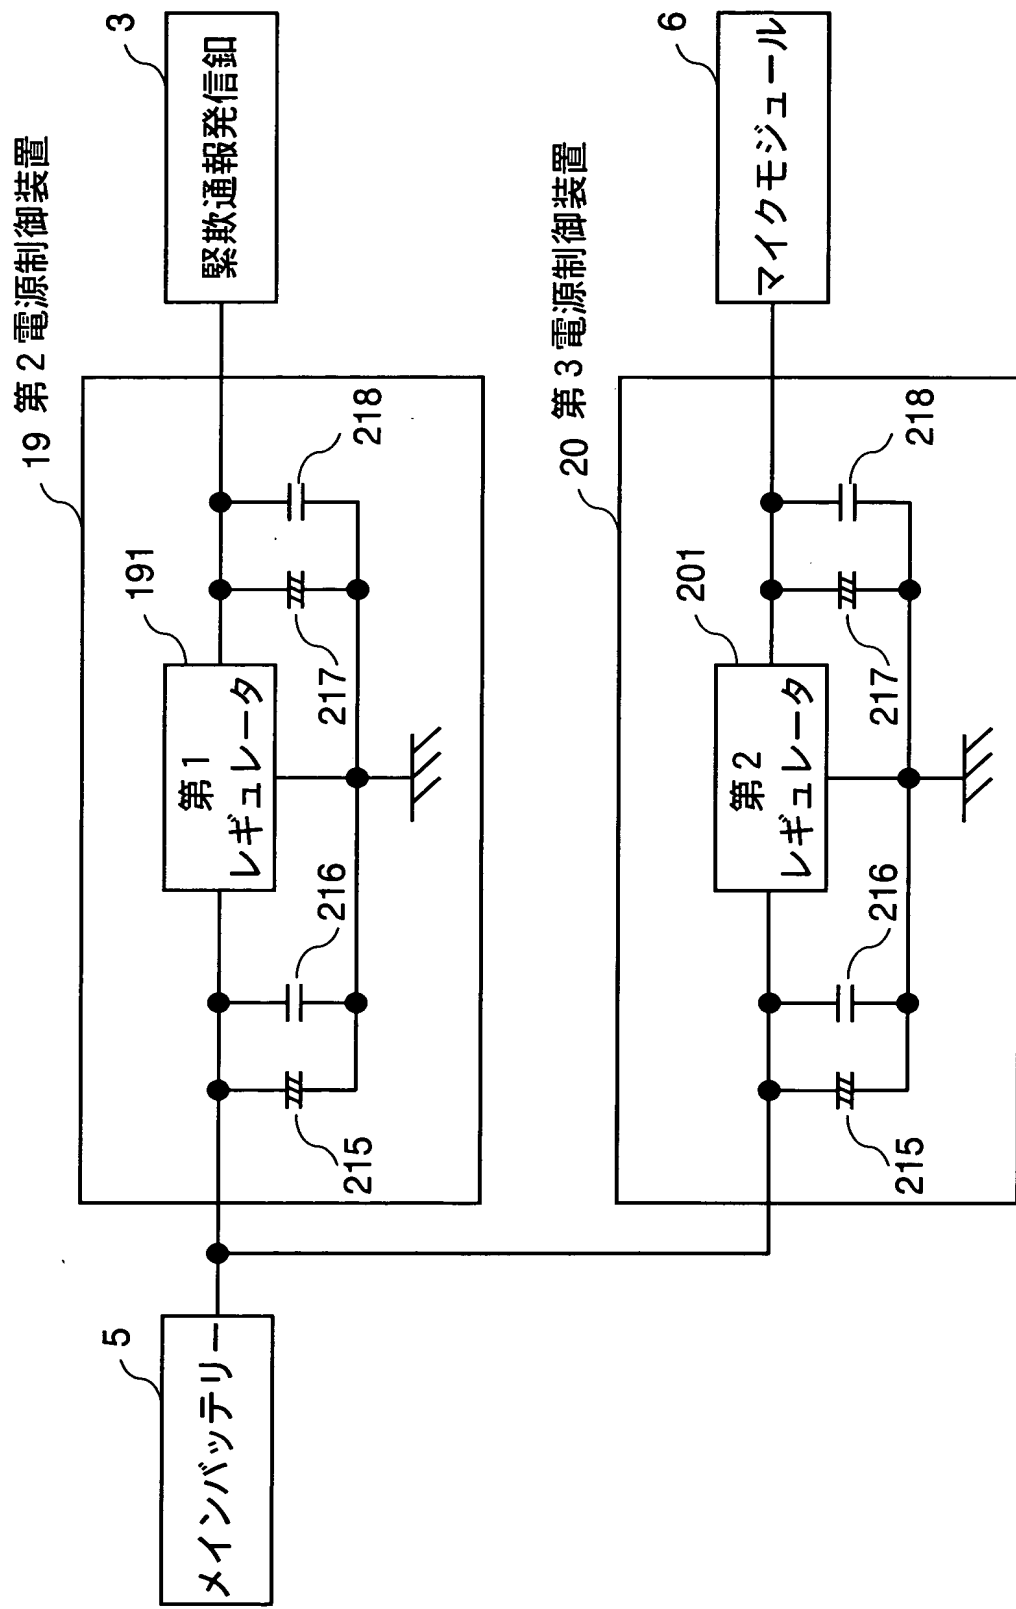 19 第2電源制御装置
5
メインバッテリー
215
216
第1
レギュレータ
191
217
218
3
緊欺通報発信釦
20 第3電源制御装置
215
216
第2
レギュレータ
201
217
218
6
マイクモジュール